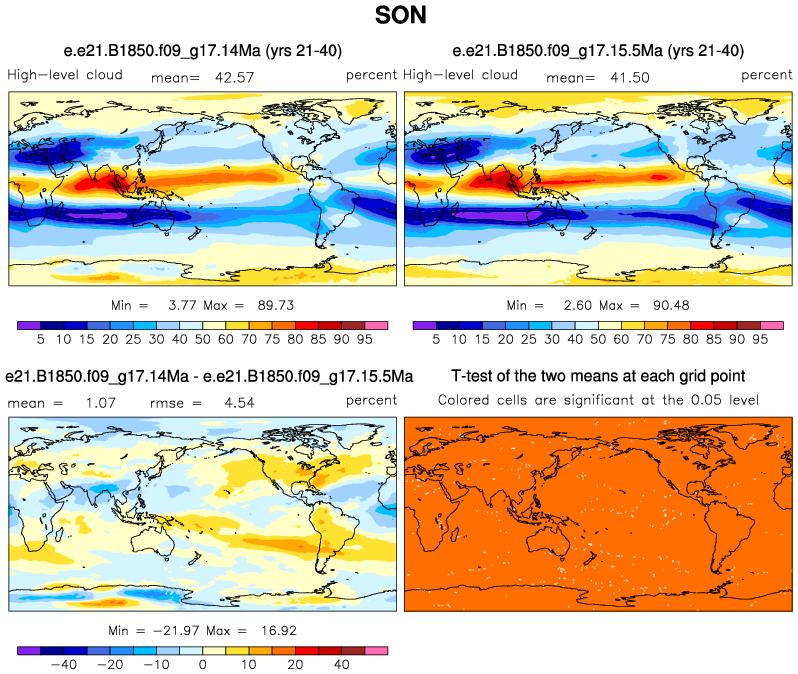 SON
e.e21.B1850.f09_g17.14Ma (yrs 21-40)
High-level cloud mean= 42.57 percent
Min = 3.77 Max = 89.73
5 10 15 20 25 30 40 50 60 70 80 85 90 95
e.e21.B1850.f09_g17.15.5Ma (yrs 21-40)
High-level cloud mean= 41.50 percent
Min = 2.60 Max = 90.48
5 10 15 20 25 30 40 50 60 70 80 85 90 95
e21.B1850.f09_g17.14Ma - e.e21.B1850.f09_g17.15.5Ma
mean = 1.07 rmse = 4.54 percent
Min = -21.97 Max = 16.92
-40 -20 -10 0 10 20 40
T-test of the two means at each grid point
Colored cells are significant at the 0.05 level